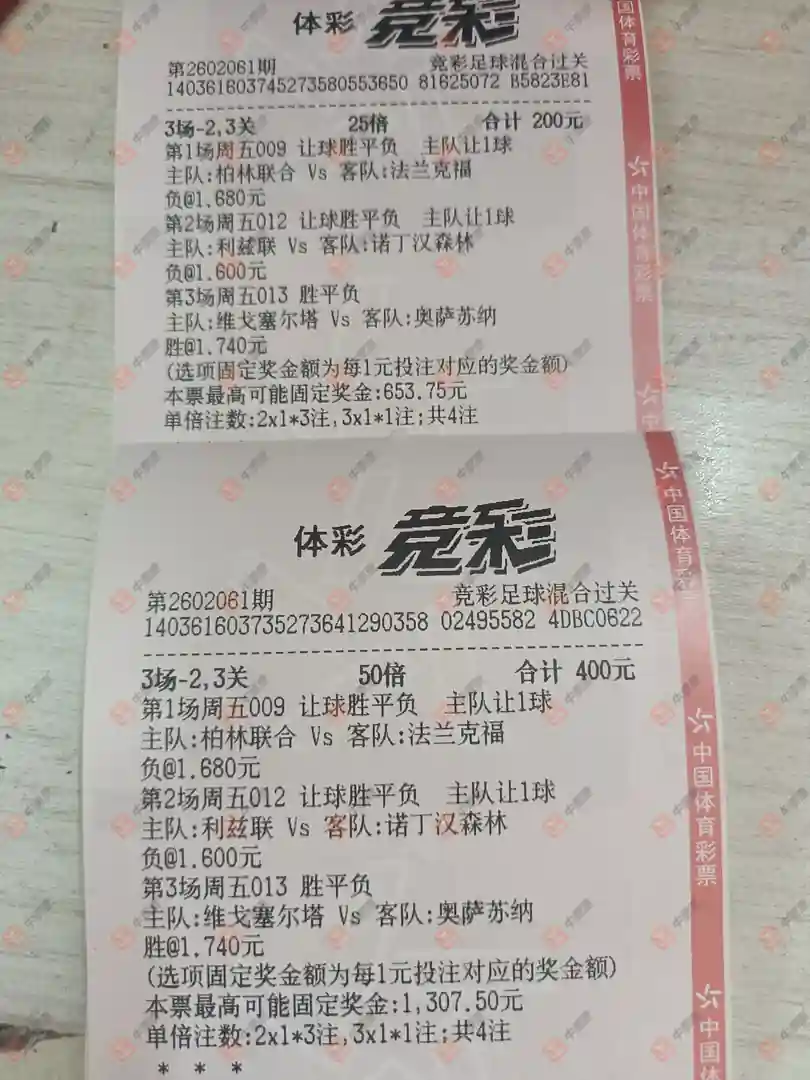 体彩 竞彩
第2602061期 竞彩足球混合过关
140361603745273580553650 81625072 B5823E81
3场-2,3关 25倍 合计 200元
第1场周五009 让球胜平负 主队让1球
主队:柏林联合 Vs 客队:法兰克福
负@1.680元
第2场周五012 让球胜平负 主队让1球
主队:利兹联 Vs 客队:诺丁汉森林
负@1.600元
第3场周五013 胜平负
主队:维戈塞尔塔 Vs 客队:奥萨苏纳
胜@1.740元
(选项固定奖金额为每1元投注对应的奖金额)
本票最高可能固定奖金:653.75元
单倍注数:2x1*3注,3x1*1注;共4注
国体育彩票
中国体育彩票
体彩 竞彩
第2602061期 竞彩足球混合过关
140361603735273641290358 02495582 4DBC0622
3场-2,3关 50倍 合计 400元
第1场周五009 让球胜平负 主队让1球
主队:柏林联合 Vs 客队:法兰克福
负@1.680元
第2场周五012 让球胜平负 主队让1球
主队:利兹联 Vs 客队:诺丁汉森林
负@1.600元
第3场周五013 胜平负
主队:维戈塞尔塔 Vs 客队:奥萨苏纳
胜@1.740元
(选项固定奖金额为每1元投注对应的奖金额)
本票最高可能固定奖金:1,307.50元
单倍注数:2x1*3注,3x1*1注;共4注
* * *
中国体育
中国体育彩票
中国体